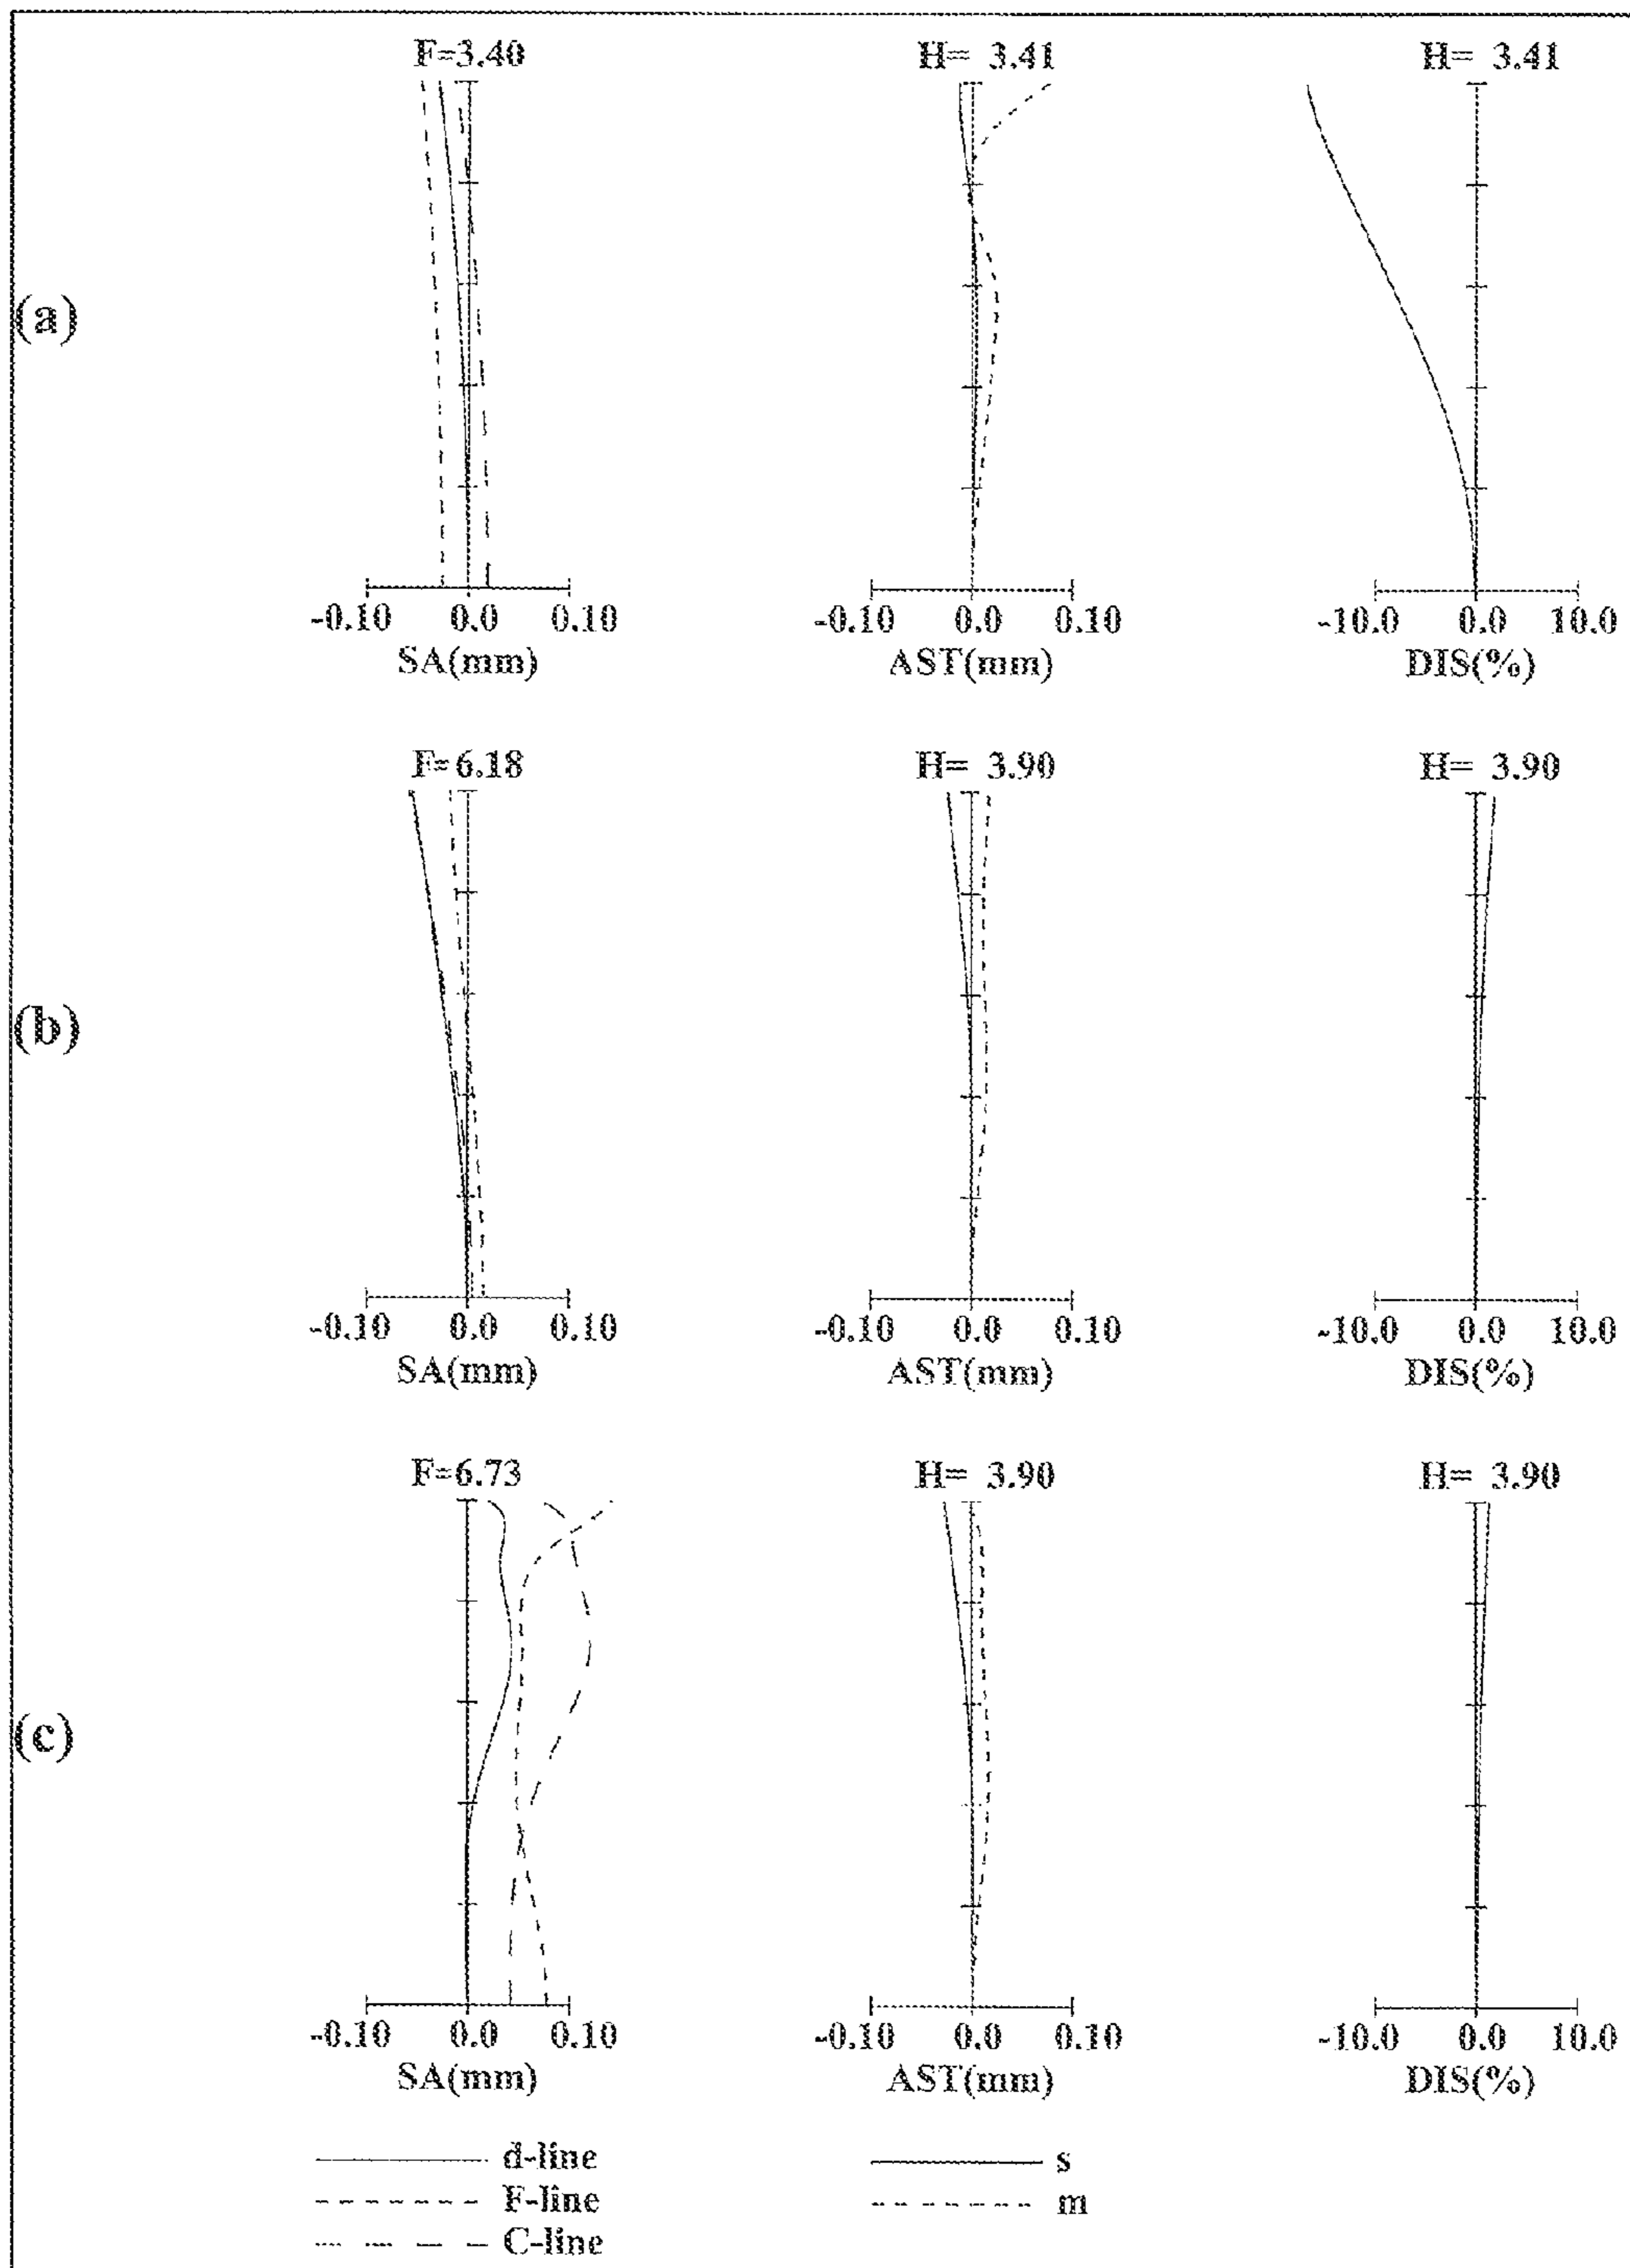 F=3.40 H= 3.41 H= 3.41
(a)
-0.10 0.0 0.10 -0.10 0.0 0.10 -10.0 0.0 10.0
SA(mm) AST(mm) DIS(%)
F=6.18 H= 3.90 H= 3.90
(b)
-0.10 0.0 0.10 -0.10 0.0 0.10 -10.0 0.0 10.0
SA(mm) AST(mm) DIS(%)
F=6.73 H= 3.90 H= 3.90
(c)
-0.10 0.0 0.10 -0.10 0.0 0.10 -10.0 0.0 10.0
SA(mm) AST(mm) DIS(%)
d-line s
F-line m
C-line